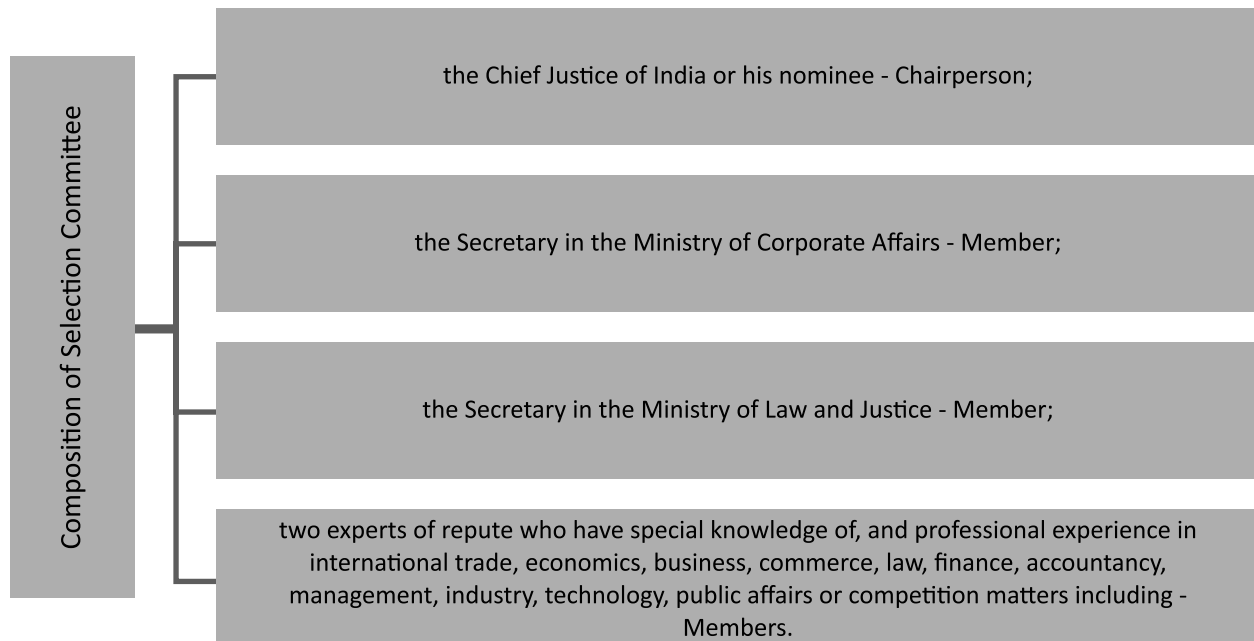 Composition of Selection Committee
the Chief Justice of India or his nominee - Chairperson;
the Secretary in the Ministry of Corporate Affairs - Member;
the Secretary in the Ministry of Law and Justice - Member;
two experts of repute who have special knowledge of, and professional experience in
international trade, economics, business, commerce, law, finance, accountancy,
management, industry, technology, public affairs or competition matters including -
Members.